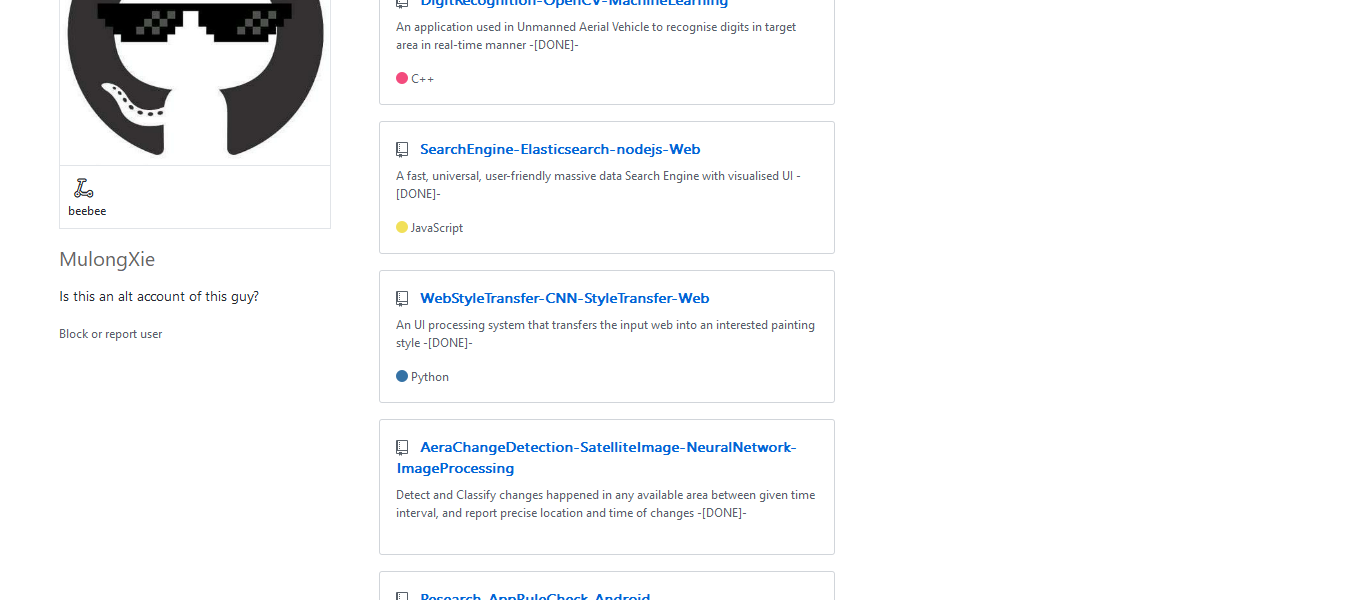 beebee
MulongXie
Is this an alt account of this guy?
Block or report user
DigitRecognition-OpenCV-MachineLearning
An application used in Unmanned Aerial Vehicle to recognise digits in target
area in real-time manner -[DONE]-
C++
SearchEngine-Elasticsearch-nodejs-Web
A fast, universal, user-friendly massive data Search Engine with visualised UI -
[DONE]-
JavaScript
WebStyleTransfer-CNN-StyleTransfer-Web
An UI processing system that transfers the input web into an interested painting
style -[DONE]-
Python
AeraChangeDetection-SatelliteImage-NeuralNetwork-
ImageProcessing
Detect and Classify changes happened in any available area between given time
interval, and report precise location and time of changes -[DONE]-
Research-AppRuleCheck-Android